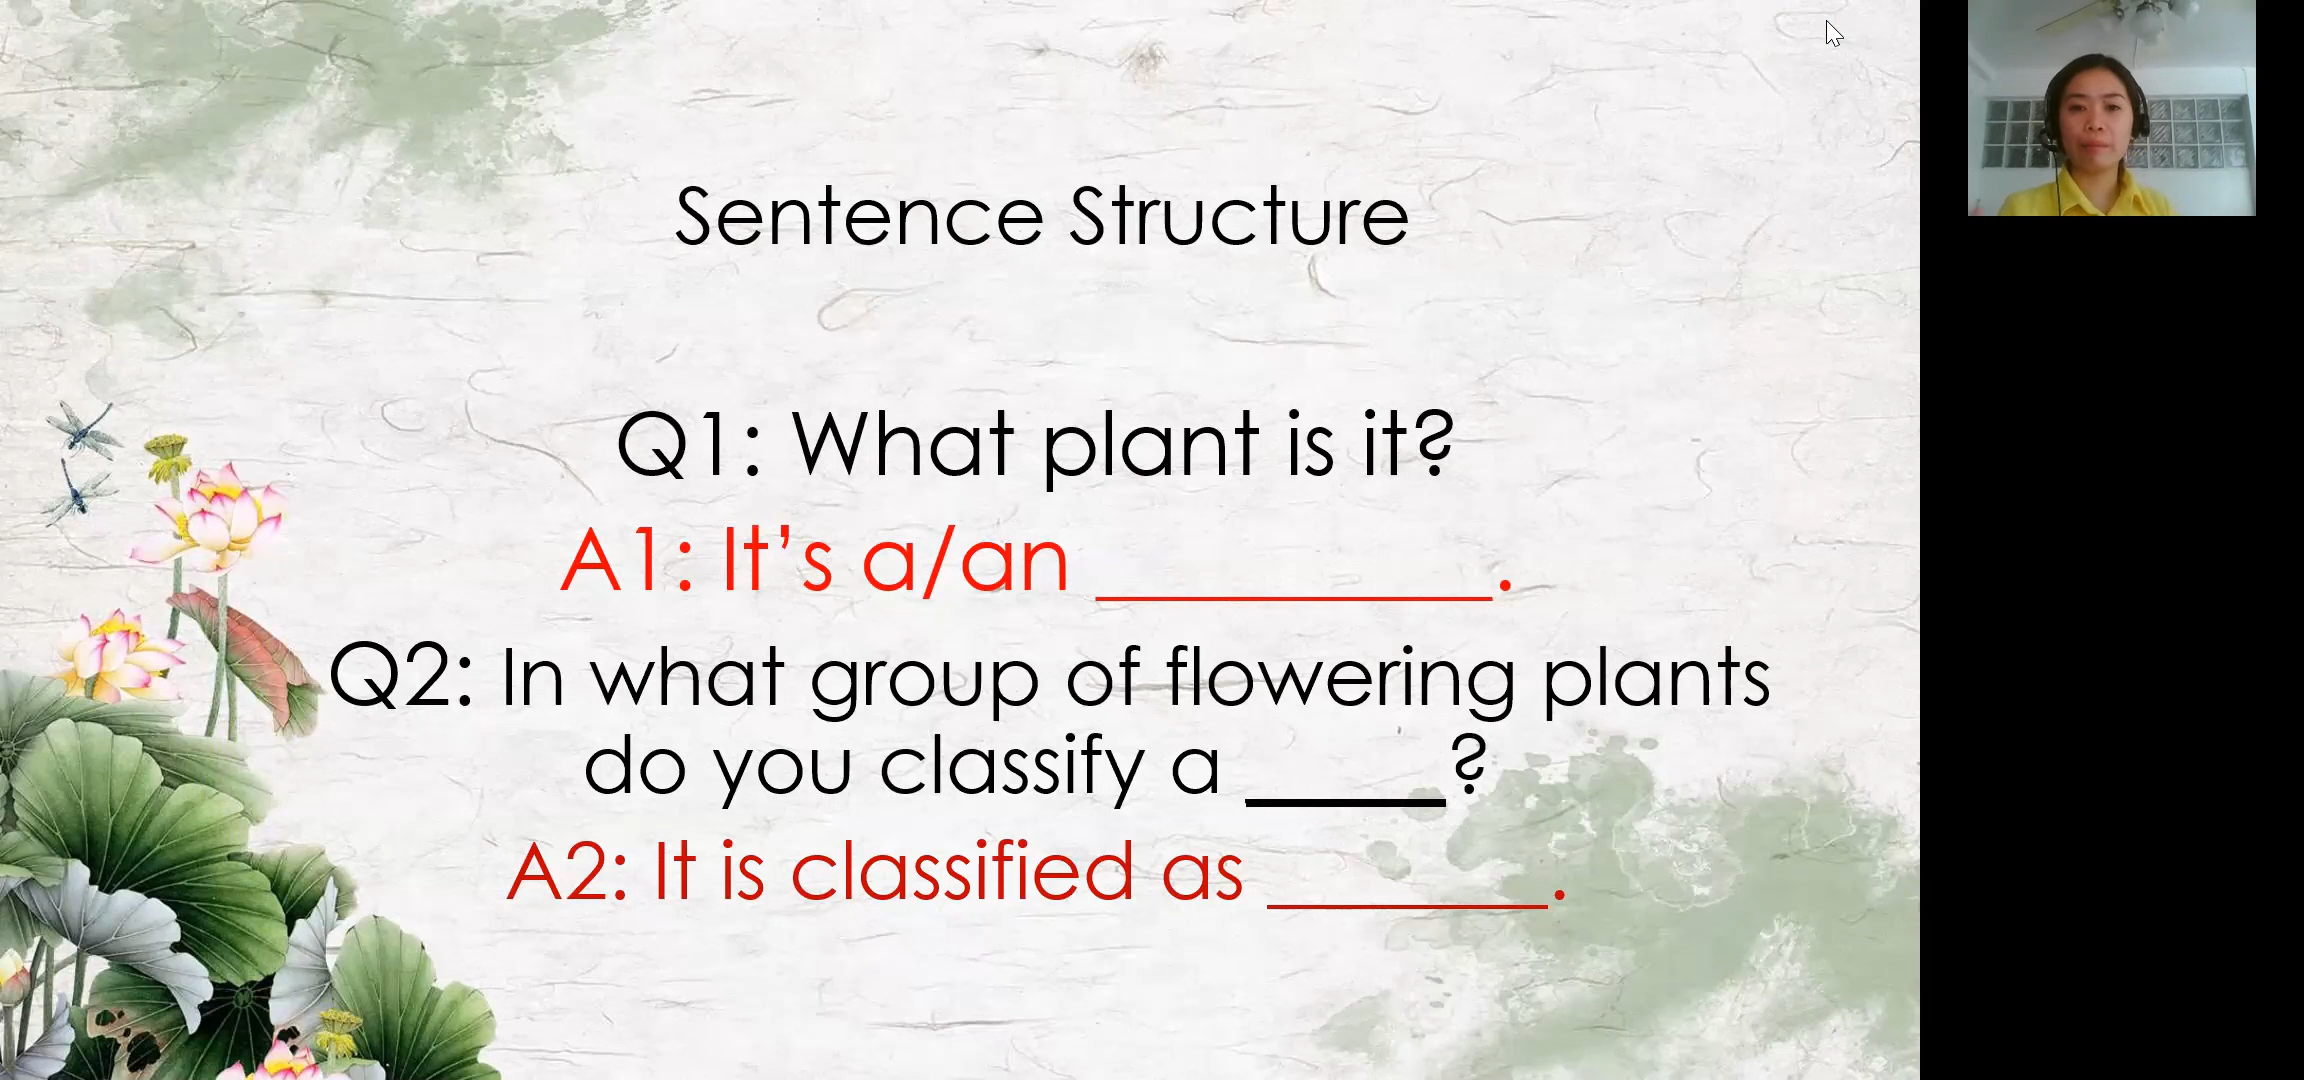 Sentence Structure
Q1: What plant is it?
A1: It’s a/an __________.
Q2: In what group of flowering plants
do you classify a _____?
A2: It is classified as _______.